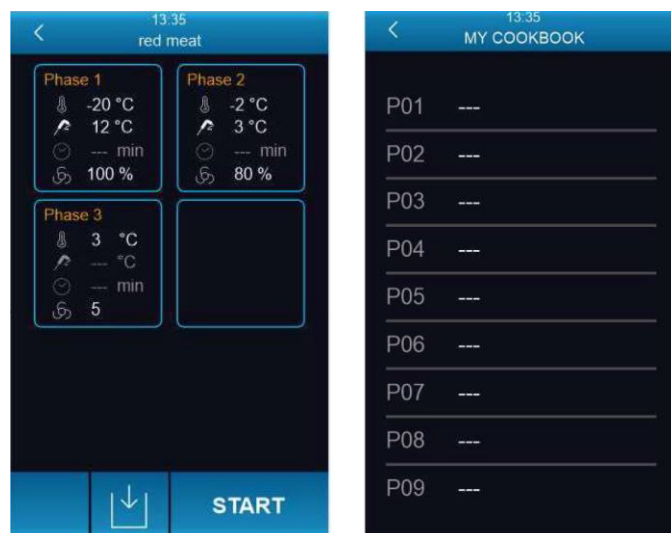 13:35
red meat
Phase 1
-20 °C
12 °C
--- min
100 %
Phase 2
-2 °C
3 °C
--- min
80 %
Phase 3
3 °C
--- °C
--- min
5
START
13:35
MY COOKBOOK
P01 ---
P02 ---
P03 ---
P04 ---
P05 ---
P06 ---
P07 ---
P08 ---
P09 ---